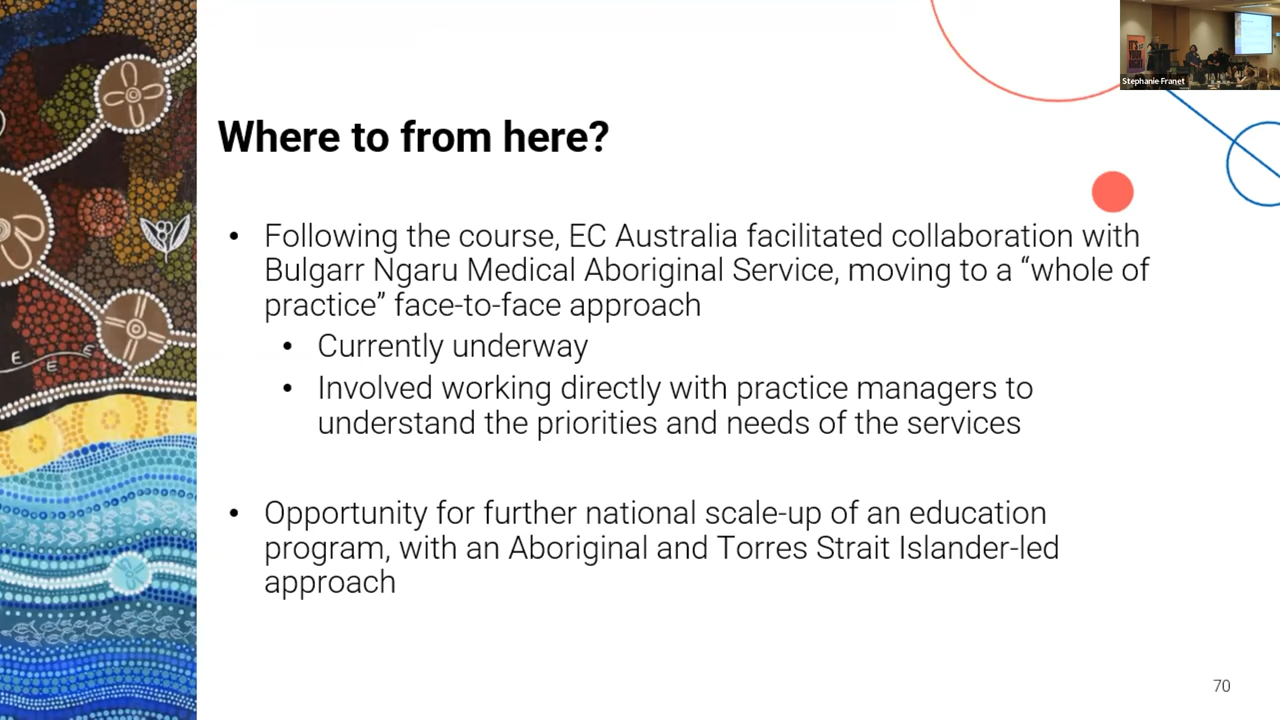 Stephanie Franet
Where to from here?
• Following the course, EC Australia facilitated collaboration with
Bulgarr Ngaru Medical Aboriginal Service, moving to a “whole of
practice” face-to-face approach
• Currently underway
• Involved working directly with practice managers to
understand the priorities and needs of the services
• Opportunity for further national scale-up of an education
program, with an Aboriginal and Torres Strait Islander-led
approach
70